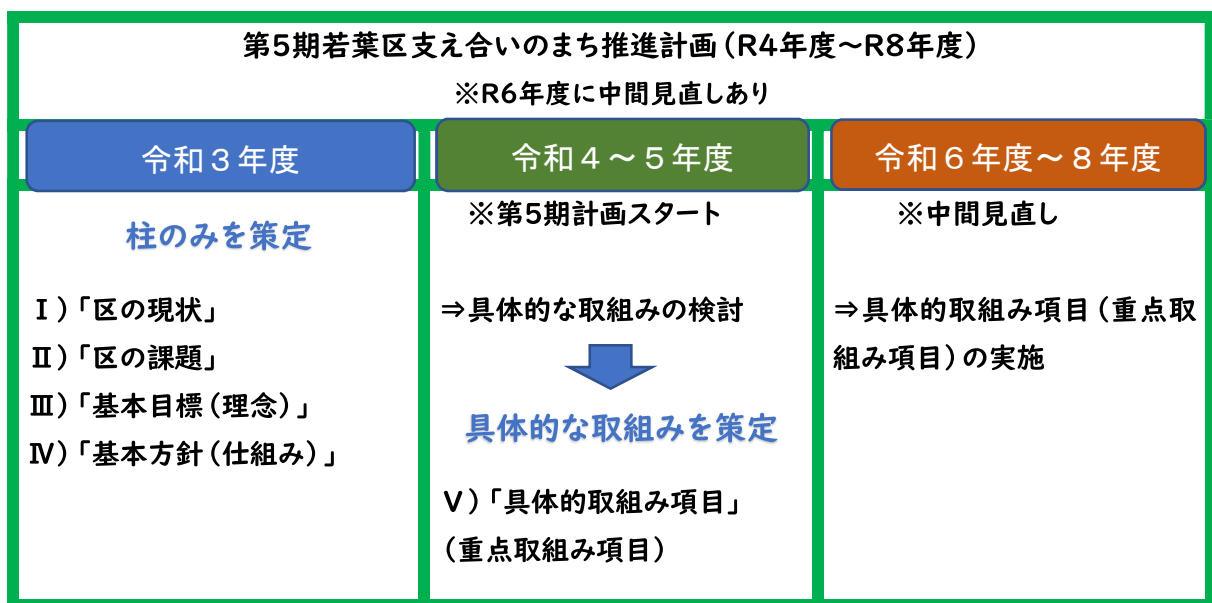 第5期若葉区支え合いのまち推進計画(R4年度～R8年度)
※R6年度に中間見直しあり
令和３年度
柱のみを策定
Ⅰ)「区の現状」
Ⅱ)「区の課題」
Ⅲ)「基本目標(理念)」
Ⅳ)「基本方針(仕組み)」
令和４～５年度
※第5期計画スタート
⇒具体的な取組みの検討
具体的な取組みを策定
Ⅴ)「具体的取組み項目」
(重点取組み項目)
令和６年度～８年度
※中間見直し
⇒具体的取組み項目(重点取
組み項目)の実施